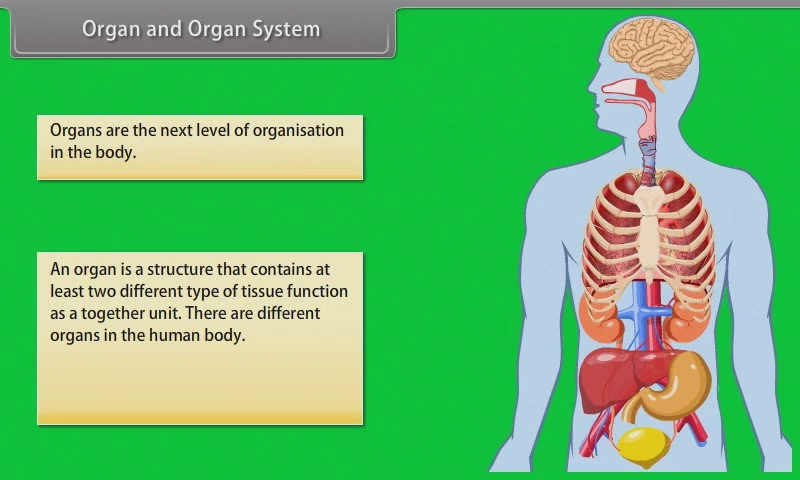 Organ and Organ System
Organs are the next level of organisation
in the body.
An organ is a structure that contains at
least two different type of tissue function
as a together unit. There are different
organs in the human body.